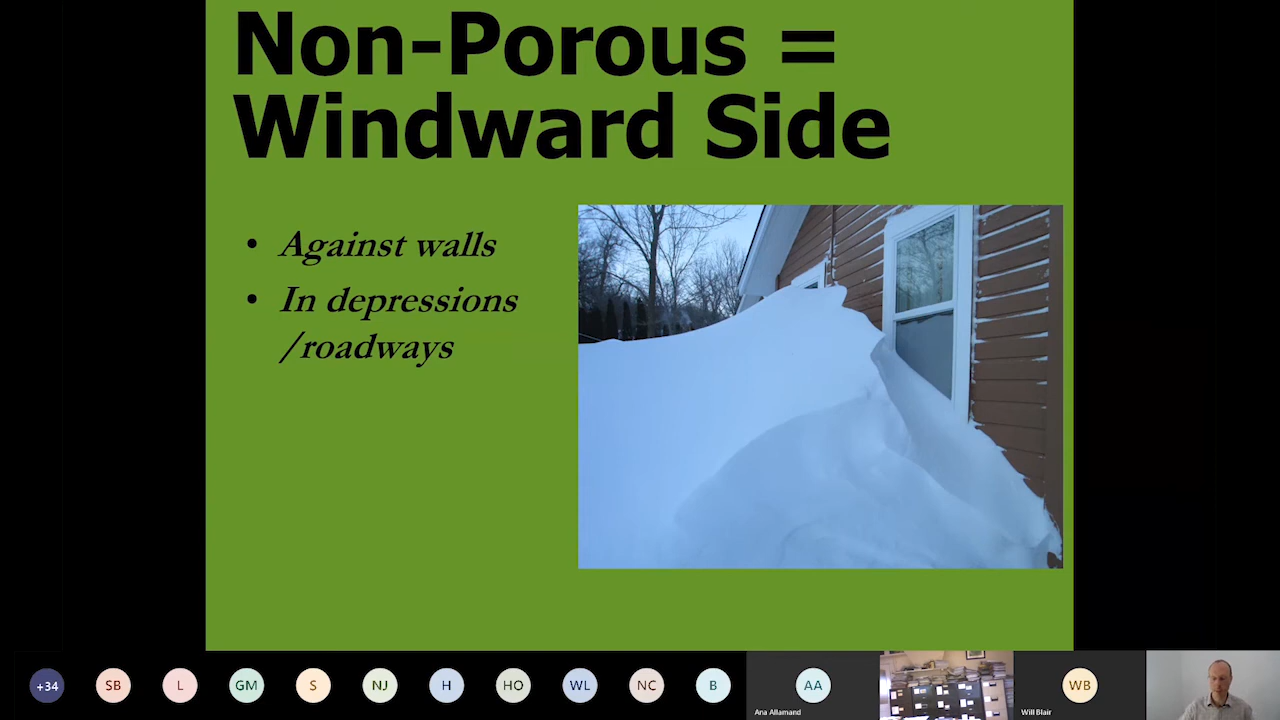 Non-Porous =
Windward Side
• Against walls
• In depressions
/roadways
+34
SB
L
GM
S
NJ
H
HO
WL
NC
B
AA
WB
Ana Allamand
Will Blair